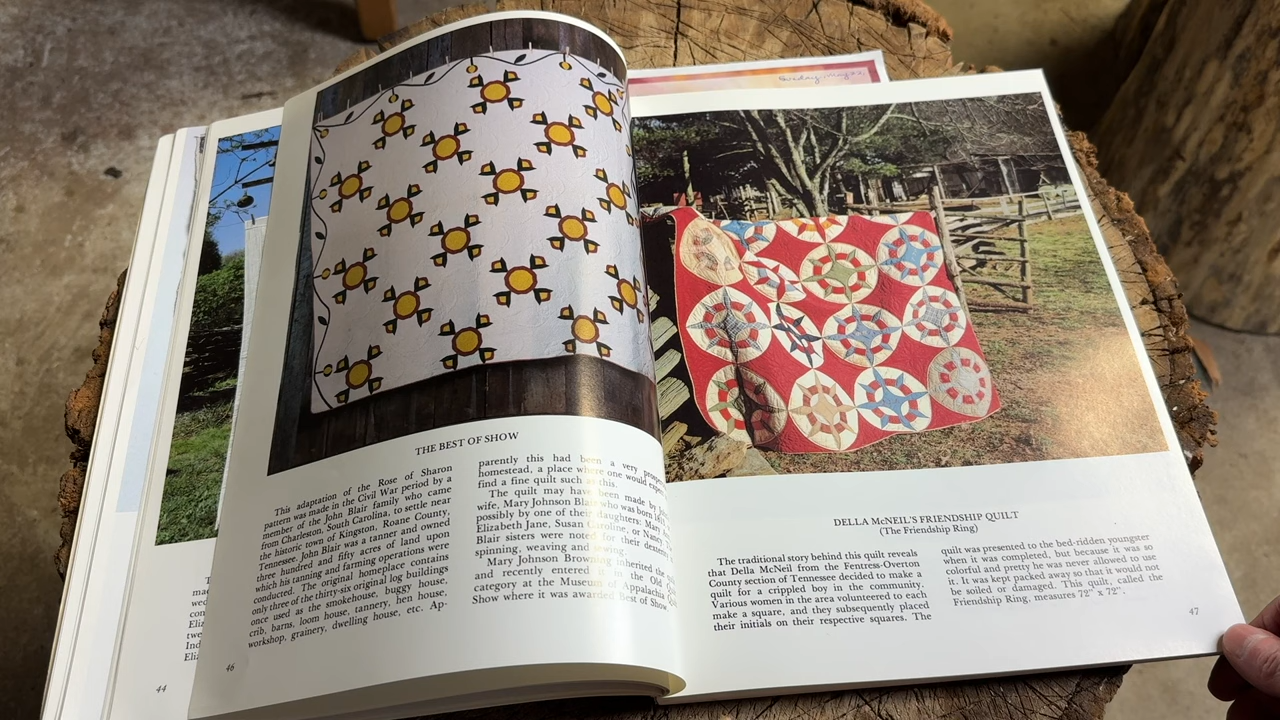 THE BEST OF SHOW
This adaptation of the Rose of Sharon
pattern was made in the Civil War period by a
member of the John Blair family who came
from Charleston, South Carolina, to settle near
the historic town of Kingston, Roane County,
Tennessee. John Blair was a tanner and owned
three hundred and fifty acres of land upon
which his tanning and farming operations were
conducted. The original homeplace contains
only three of the thirty-six original log buildings
once used as the smokehouse, buggy house,
crib, barns, loom house, tannery, hen house,
workshop, grainery, dwelling house, etc. Ap-
parently this had been a very
homestead, a place where one would
find a fine quilt such as this.
The quilt may have been made by
wife, Mary Johnson Blair who was born
possibly by one of their daughters: Mary
Elizabeth Jane, Susan Caroline, or Nancy.
Blair sisters were noted for their
spinning, weaving and sewing.
Mary Johnson Browning inherited the
and recently entered it in the Old
category at the Museum of Appalachia
Show where it was awarded Best of Show.
46
44
DELLA McNEIL'S FRIENDSHIP QUILT
(The Friendship Ring)
The traditional story behind this quilt reveals
that Della McNeil from the Fentress-Overton
County section of Tennessee decided to make a
quilt for a crippled boy in the community.
Various women in the area volunteered to each
make a square, and they subsequently placed
their initials on their respective squares. The
quilt was presented to the bed-ridden youngster
when it was completed, but because it was so
colorful and pretty he was never allowed to use
it. It was kept packed away so that it would not
be soiled or damaged. This quilt, called the
Friendship Ring, measures 72" x 72".
47